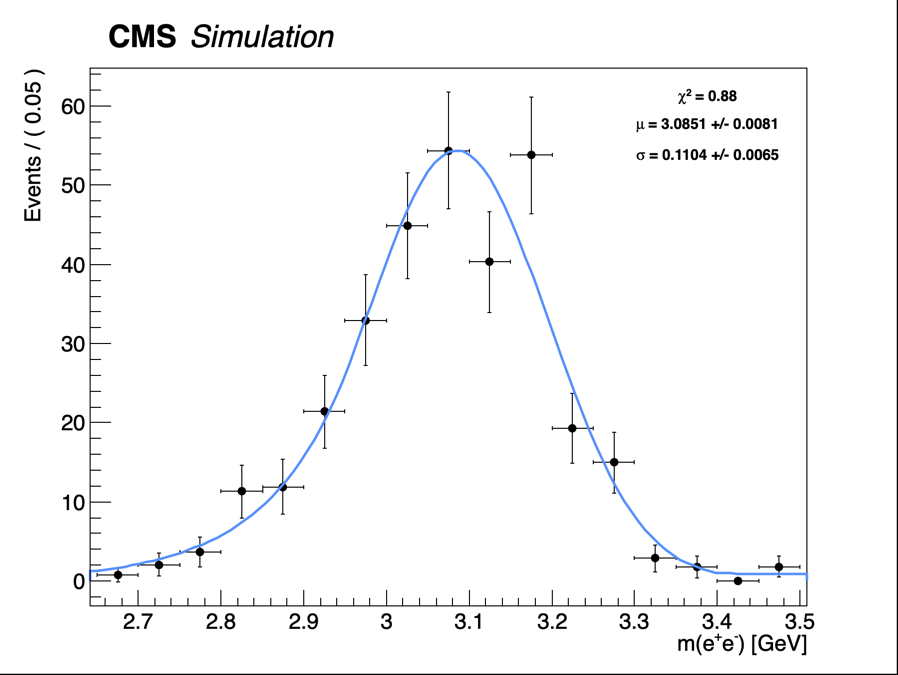 CMS Simulation
Events / ( 0.05 )
60
50
40
30
20
10
0
χ² = 0.88
μ = 3.0851 +/- 0.0081
σ = 0.1104 +/- 0.0065
2.7 2.8 2.9 3 3.1 3.2 3.3 3.4 3.5
m(e⁺e⁻) [GeV]